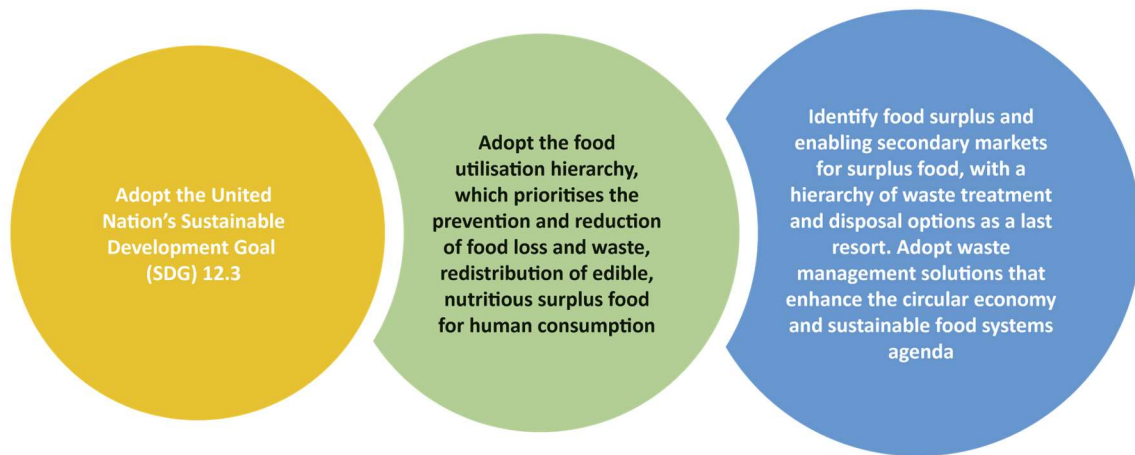 Adopt the United
Nation's Sustainable
Development Goal
(SDG) 12.3
Adopt the food
utilisation hierarchy,
which prioritises the
prevention and reduction
of food loss and waste,
redistribution of edible,
nutritious surplus food
for human consumption
Identify food surplus and
enabling secondary markets
for surplus food, with a
hierarchy of waste treatment
and disposal options as a last
resort. Adopt waste
management solutions that
enhance the circular economy
and sustainable food systems
agenda